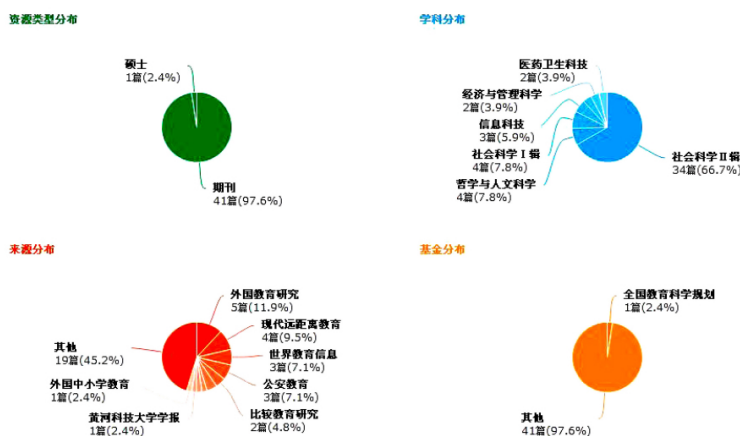 资源类型分布
硕士
1篇(2.4%)
期刊
41篇(97.6%)
学科分布
医药卫生科技
2篇(3.9%)
经济与管理科学
2篇(3.9%)
信息科技
3篇(5.9%)
社会科学Ⅰ辑
4篇(7.8%)
哲学与人文科学
4篇(7.8%)
社会科学Ⅱ辑
34篇(66.7%)
来源分布
外国教育研究
5篇(11.9%)
现代远距离教育
4篇(9.5%)
世界教育信息
3篇(7.1%)
公安教育
3篇(7.1%)
比较教育研究
2篇(4.8%)
黄河科技大学学报
1篇(2.4%)
外国中小学教育
1篇(2.4%)
其他
19篇(45.2%)
基金分布
全国教育科学规划
1篇(2.4%)
其他
41篇(97.6%)